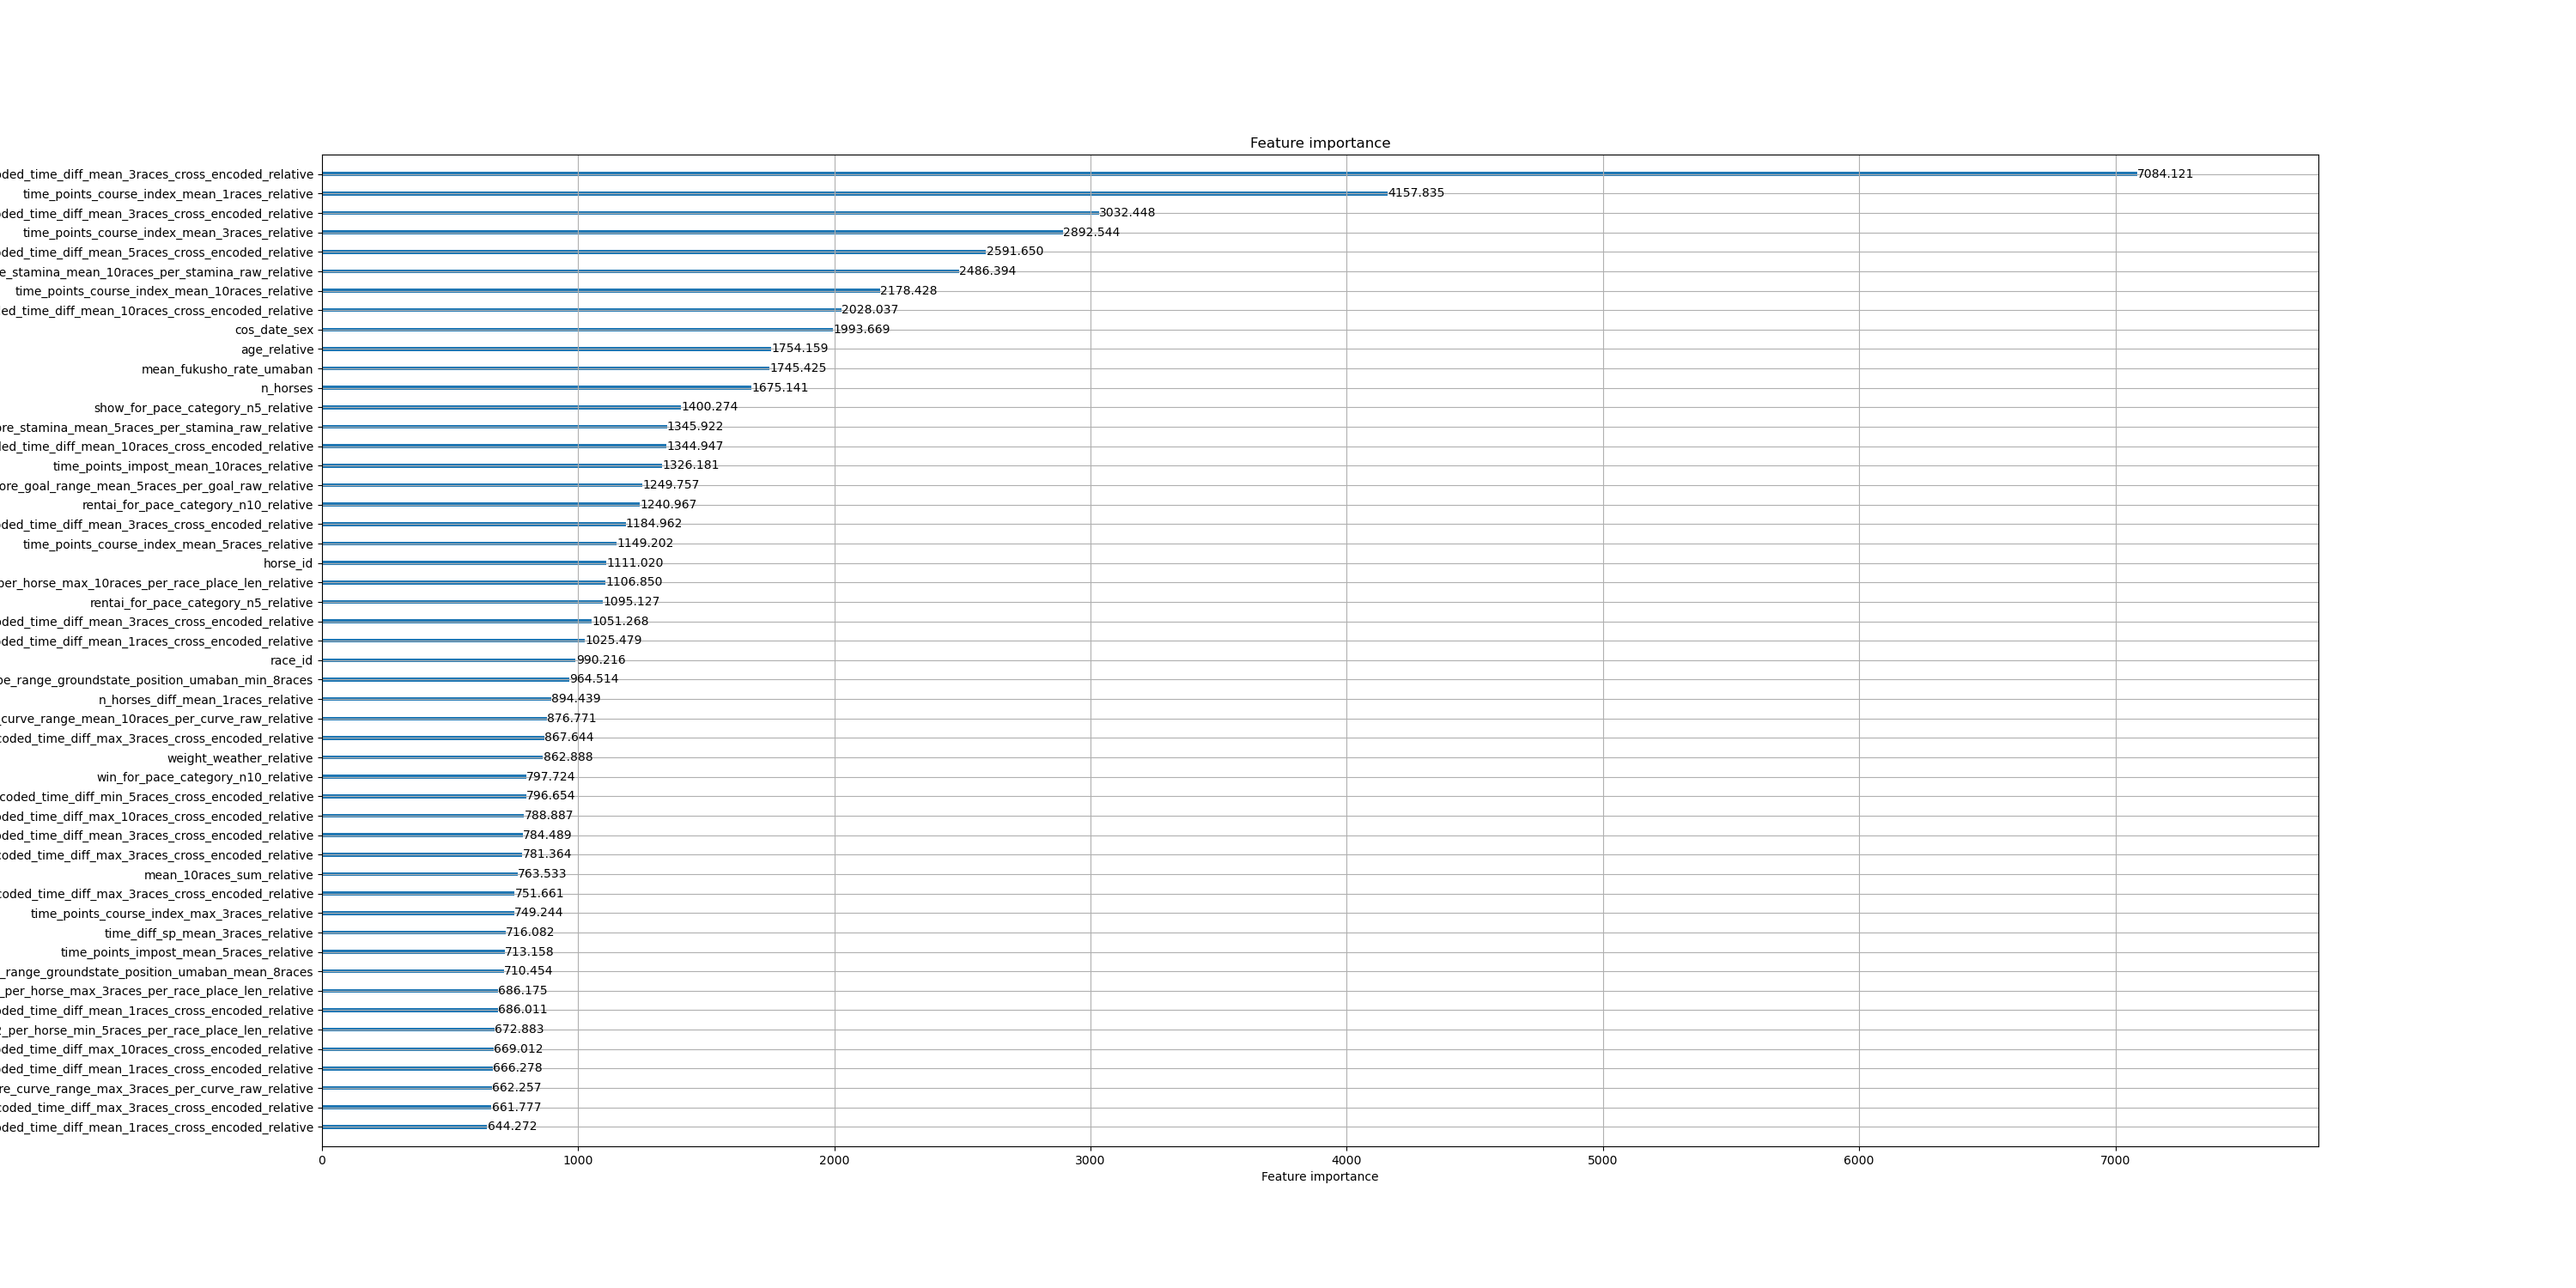 Feature importance
ded_time_diff_mean_3races_cross_encoded_relative 7084.121
time_points_course_index_mean_1races_relative 4157.835
ded_time_diff_mean_3races_cross_encoded_relative 3032.448
time_points_course_index_mean_3races_relative 2892.544
ded_time_diff_mean_5races_cross_encoded_relative 2591.650
e_stamina_mean_10races_per_stamina_raw_relative 2486.394
time_points_course_index_mean_10races_relative 2178.428
ed_time_diff_mean_10races_cross_encoded_relative 2028.037
cos_date_sex 1993.669
age_relative 1754.159
mean_fukusho_rate_umaban 1745.425
n_horses 1675.141
show_for_pace_category_n5_relative 1400.274
re_stamina_mean_5races_per_stamina_raw_relative 1345.922
ed_time_diff_mean_10races_cross_encoded_relative 1344.947
time_points_impost_mean_10races_relative 1326.181
ore_goal_range_mean_5races_per_goal_raw_relative 1249.757
rentai_for_pace_category_n10_relative 1240.967
ded_time_diff_mean_3races_cross_encoded_relative 1184.962
time_points_course_index_mean_5races_relative 1149.202
horse_id 1111.020
per_horse_max_10races_per_race_place_len_relative 1106.850
rentai_for_pace_category_n5_relative 1095.127
ded_time_diff_mean_3races_cross_encoded_relative 1051.268
ded_time_diff_mean_1races_cross_encoded_relative 1025.479
race_id 990.216
pe_range_groundstate_position_umaban_min_8races 964.514
n_horses_diff_mean_1races_relative 894.439
_curve_range_mean_10races_per_curve_raw_relative 876.771
coded_time_diff_max_3races_cross_encoded_relative 867.644
weight_weather_relative 862.888
win_for_pace_category_n10_relative 797.724
coded_time_diff_min_5races_cross_encoded_relative 796.654
ded_time_diff_max_10races_cross_encoded_relative 788.887
ded_time_diff_mean_3races_cross_encoded_relative 784.489
coded_time_diff_max_3races_cross_encoded_relative 781.364
mean_10races_sum_relative 763.533
coded_time_diff_max_3races_cross_encoded_relative 751.661
time_points_course_index_max_3races_relative 749.244
time_diff_sp_mean_3races_relative 716.082
time_points_impost_mean_5races_relative 713.158
_range_groundstate_position_umaban_mean_8races 710.454
_per_horse_max_3races_per_race_place_len_relative 686.175
ded_time_diff_mean_1races_cross_encoded_relative 686.011
_per_horse_min_5races_per_race_place_len_relative 672.883
ded_time_diff_max_10races_cross_encoded_relative 669.012
ded_time_diff_mean_1races_cross_encoded_relative 666.278
re_curve_range_max_3races_per_curve_raw_relative 662.257
coded_time_diff_max_3races_cross_encoded_relative 661.777
ded_time_diff_mean_1races_cross_encoded_relative 644.272
0 1000 2000 3000 4000 5000 6000 7000
Feature importance